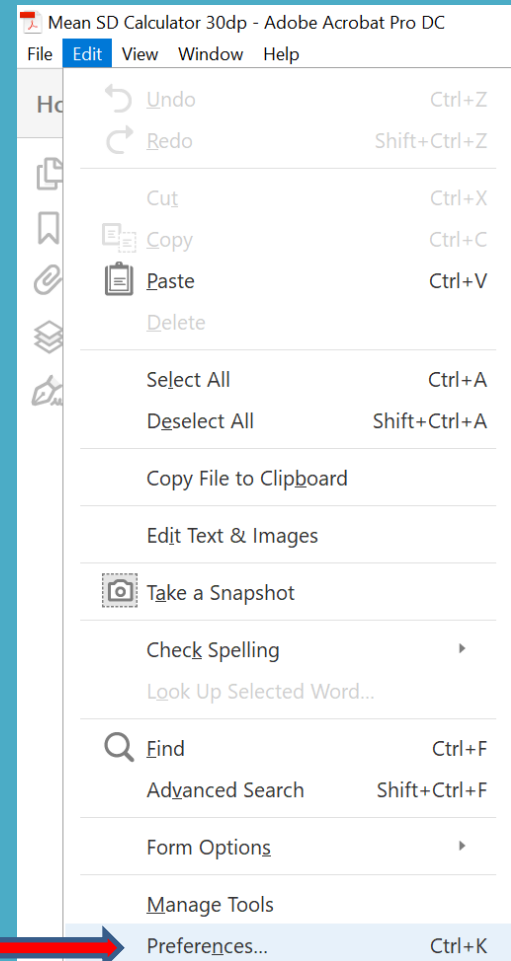 Mean SD Calculator 30dp - Adobe Acrobat Pro DC
File Edit View Window Help
Undo Ctrl+Z
Redo Shift+Ctrl+Z
Cut Ctrl+X
Copy Ctrl+C
Paste Ctrl+V
Delete
Select All Ctrl+A
Deselect All Shift+Ctrl+A
Copy File to Clipboard
Edit Text & Images
Take a Snapshot
Check Spelling
Look Up Selected Word...
Find Ctrl+F
Advanced Search Shift+Ctrl+F
Form Options
Manage Tools
Preferences... Ctrl+K